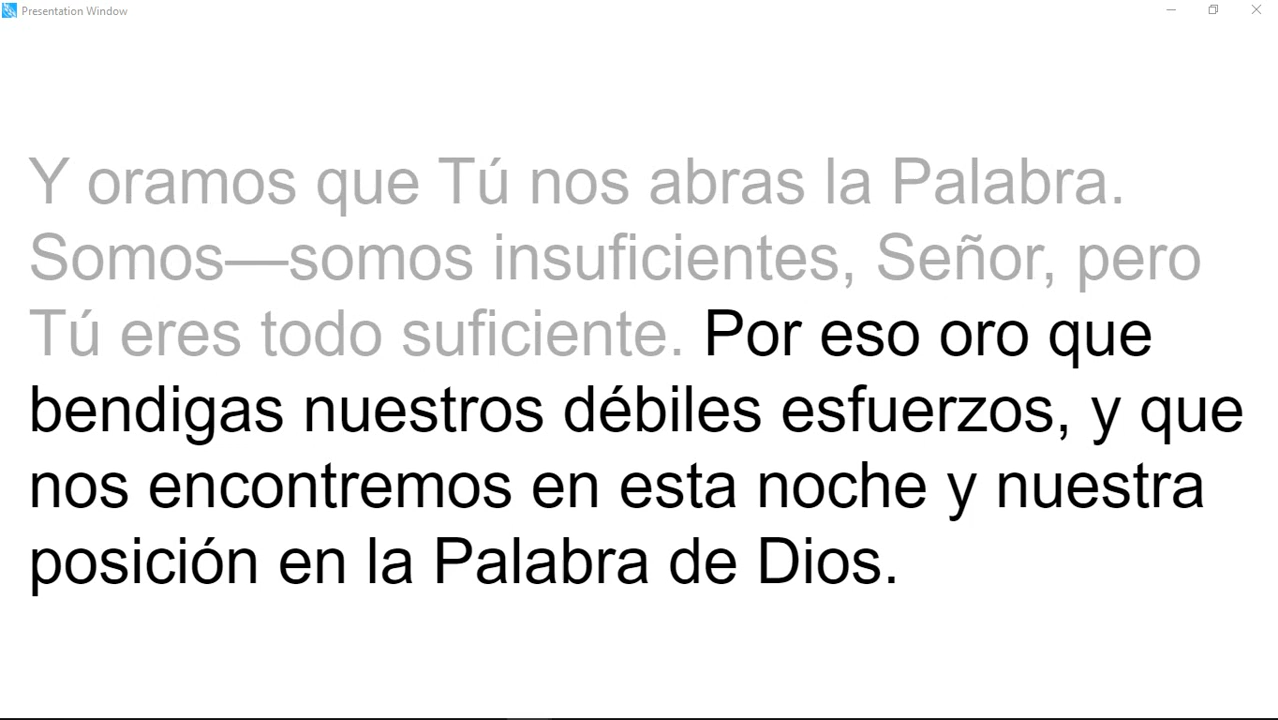 Presentation Window
Y oramos que Tú nos abras la Palabra.
Somos—somos insuficientes, Señor, pero
Tú eres todo suficiente. Por eso oro que
bendigas nuestros débiles esfuerzos, y que
nos encontremos en esta noche y nuestra
posición en la Palabra de Dios.